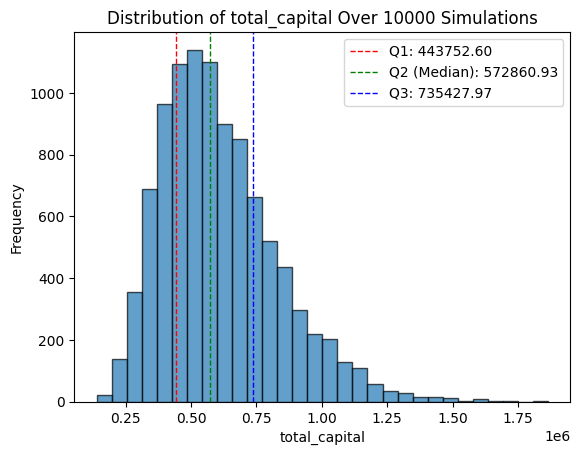 Distribution of total_capital Over 10000 Simulations
Q1: 443752.60
Q2 (Median): 572860.93
Q3: 735427.97
Frequency
1000
800
600
400
200
0
0.25 0.50 0.75 1.00 1.25 1.50 1.75
1e6
total_capital